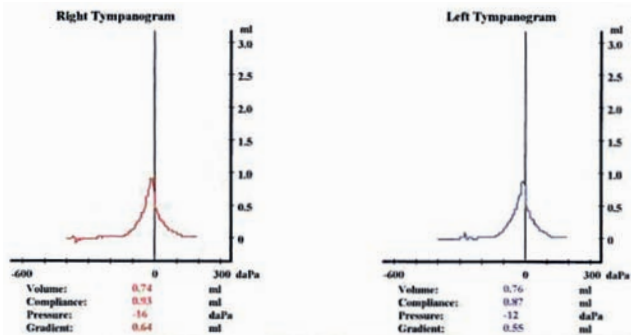 Right Tympanogram
ml
3.0
2.5
2.0
1.5
1.0
0.5
0
-600 0 300 daPa
Volume: 0.74 ml
Compliance: 0.93 ml
Pressure: -16 daPa
Gradient: 0.64 ml
Left Tympanogram
ml
3.0
2.5
2.0
1.5
1.0
0.5
0
-600 0 300 daPa
Volume: 0.76 ml
Compliance: 0.87 ml
Pressure: -12 daPa
Gradient: 0.55 ml